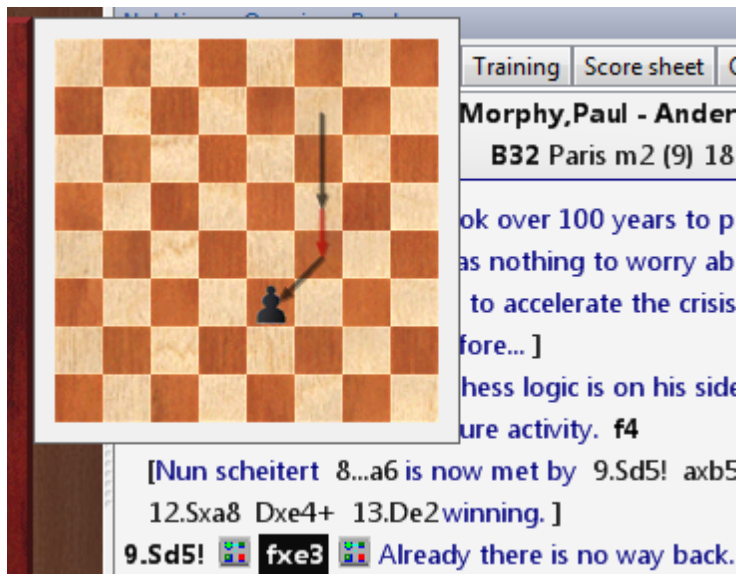 Training Score sheet
Morphy,Paul - Ander
B32 Paris m2 (9) 18
ok over 100 years to p
as nothing to worry ab
to accelerate the crisis
fore... ]
hess logic is on his side
ure activity. f4
[Nun scheitert 8...a6 is now met by 9.Sd5! axb5
12.Sxa8 Dxe4+ 13.De2 winning. ]
9.Sd5! fxe3 Already there is no way back.